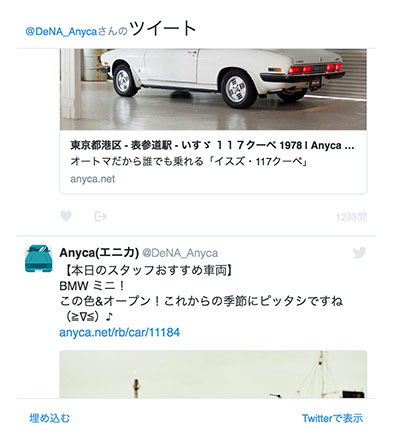 @DeNA_Anycaさんのツイート
東京都港区 - 表参道駅 - いすゞ １１７クーペ 1978 | Anyca ...
オートマだから誰でも乗れる「イスズ・117クーペ」
anyca.net
12時間
Anyca(エニカ) @DeNA_Anyca
【本日のスタッフおすすめ車両】
BMW ミニ！
この色&オープン！これからの季節にピッタシですね
（≧∇≦）♪
anyca.net/rb/car/11184
埋め込む
Twitterで表示